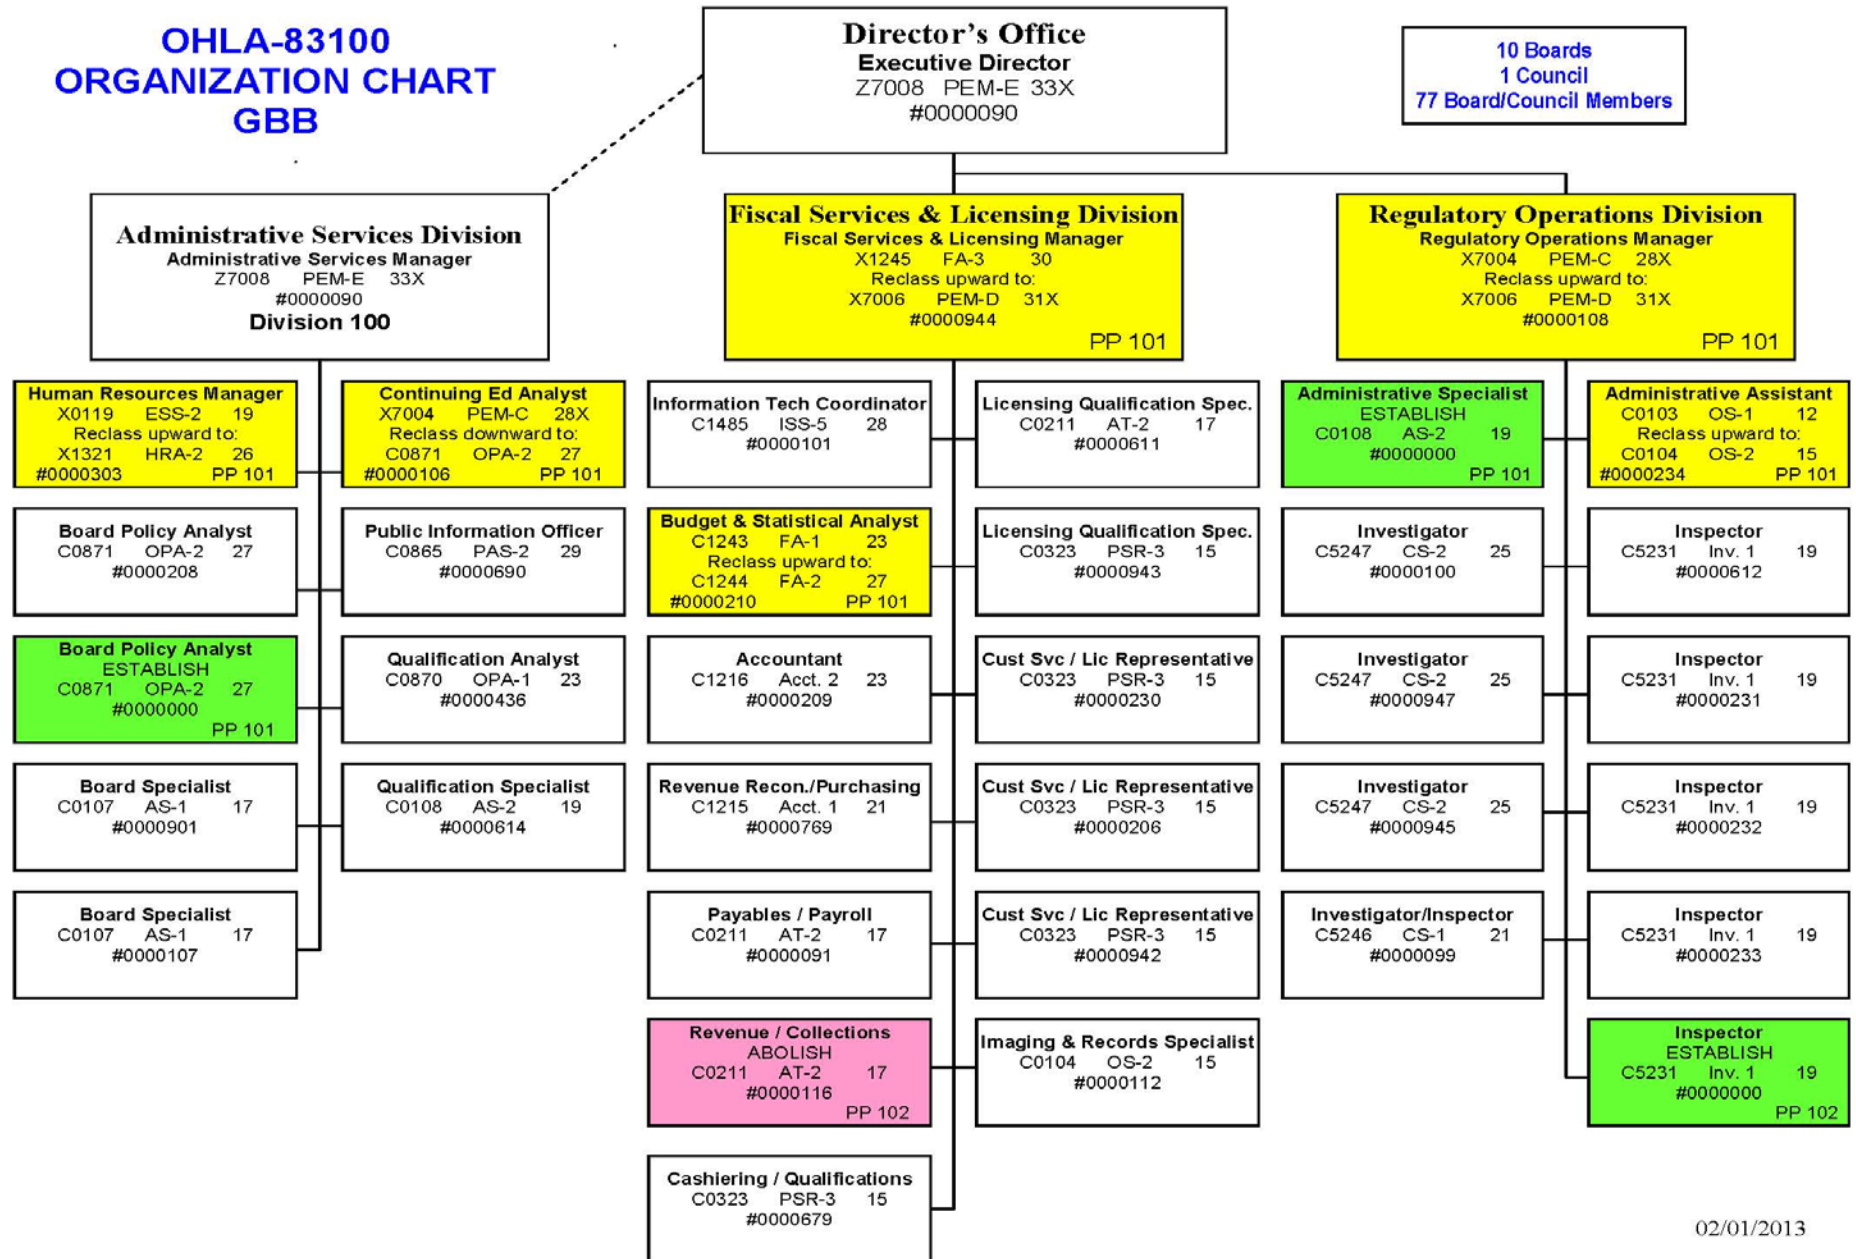 OHLA-83100
ORGANIZATION CHART
GBB
Director's Office
Executive Director
Z7008 PEM-E 33X
#0000090
10 Boards
1 Council
77 Board/Council Members
Administrative Services Division
Administrative Services Manager
Z7008 PEM-E 33X
#0000090
Division 100
Fiscal Services & Licensing Division
Fiscal Services & Licensing Manager
X1245 FA-3 30
Reclass upward to:
X7006 PEM-D 31X
#0000944
PP 101
Regulatory Operations Division
Regulatory Operations Manager
X7004 PEM-C 28X
Reclass upward to:
X7006 PEM-D 31X
#0000108
PP 101
Human Resources Manager
X0119 ESS-2 19
Reclass upward to:
X1321 HRA-2 26
#0000303 PP 101
Continuing Ed Analyst
X7004 PEM-C 28X
Reclass downward to:
C0871 OPA-2 27
#0000106 PP 101
Board Policy Analyst
C0871 OPA-2 27
#0000208
Public Information Officer
C0865 PAS-2 29
#0000690
Board Policy Analyst
ESTABLISH
C0871 OPA-2 27
#0000000
PP 101
Qualification Analyst
C0870 OPA-1 23
#0000436
Board Specialist
C0107 AS-1 17
#0000901
Qualification Specialist
C0108 AS-2 19
#0000614
Board Specialist
C0107 AS-1 17
#0000107
Information Tech Coordinator
C1485 ISS-5 28
#0000101
Licensing Qualification Spec.
C0211 AT-2 17
#0000611
Budget & Statistical Analyst
C1243 FA-1 23
Reclass upward to:
C1244 FA-2 27
#0000210 PP 101
Licensing Qualification Spec.
C0323 PSR-3 15
#0000943
Accountant
C1216 Acct. 2 23
#0000209
Cust Svc / Lic Representative
C0323 PSR-3 15
#0000230
Revenue Recon./Purchasing
C1215 Acct. 1 21
#0000769
Cust Svc / Lic Representative
C0323 PSR-3 15
#0000206
Payables / Payroll
C0211 AT-2 17
#0000091
Cust Svc / Lic Representative
C0323 PSR-3 15
#0000942
Revenue / Collections
ABOLISH
C0211 AT-2 17
#0000116
PP 102
Imaging & Records Specialist
C0104 OS-2 15
#0000112
Cashiering / Qualifications
C0323 PSR-3 15
#0000679
Administrative Specialist
ESTABLISH
C0108 AS-2 19
#0000000
PP 101
Administrative Assistant
C0103 OS-1 12
Reclass upward to:
C0104 OS-2 15
#0000234 PP 101
Investigator
C5247 CS-2 25
#0000100
Inspector
C5231 Inv. 1 19
#0000612
Investigator
C5247 CS-2 25
#0000947
Inspector
C5231 Inv. 1 19
#0000231
Investigator
C5247 CS-2 25
#0000945
Inspector
C5231 Inv. 1 19
#0000232
Investigator/Inspector
C5246 CS-1 21
#0000099
Inspector
C5231 Inv. 1 19
#0000233
Inspector
ESTABLISH
C5231 Inv. 1 19
#0000000
PP 102
02/01/2013